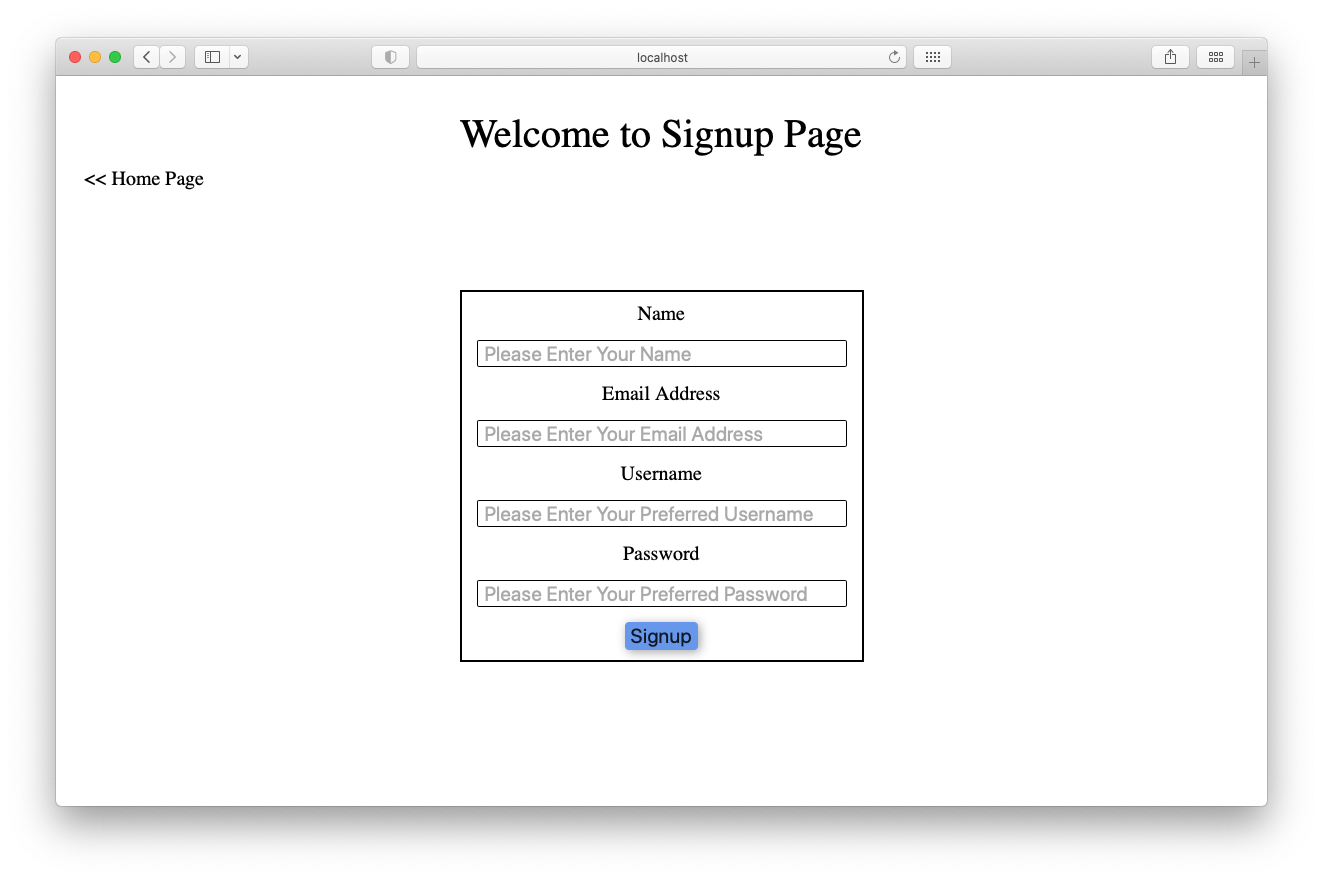 localhost
Welcome to Signup Page
<< Home Page
Name
Please Enter Your Name
Email Address
Please Enter Your Email Address
Username
Please Enter Your Preferred Username
Password
Please Enter Your Preferred Password
Signup